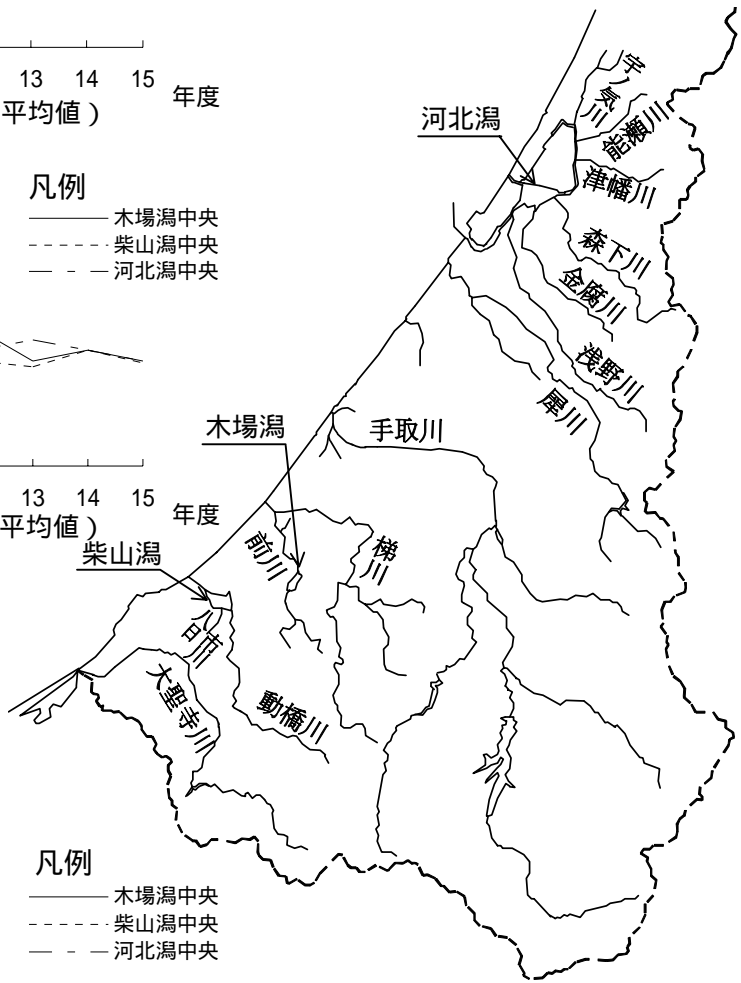 13 14 15 年度
平均値）
凡例
木場潟中央
柴山潟中央
河北潟中央
13 14 15 年度
平均値）
凡例
木場潟中央
柴山潟中央
河北潟中央
河北潟
木場潟
柴山潟
宇ノ気川
能瀬川
津幡川
森下川
金腐川
浅野川
犀川
手取川
梯川
前川
動橋川
大聖寺川